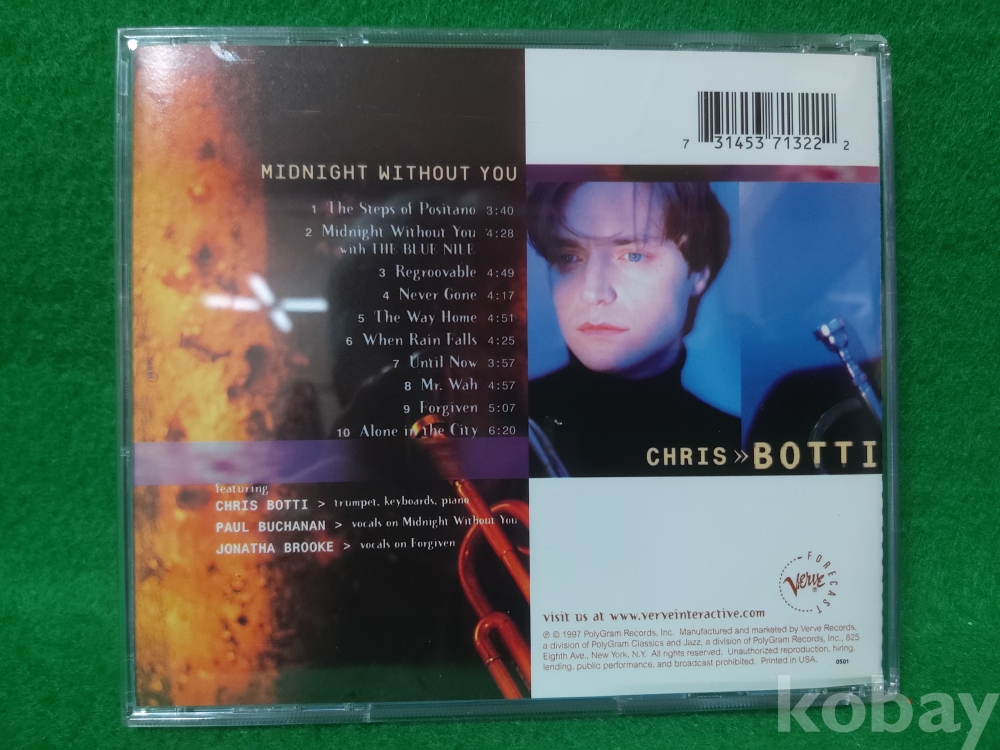 MIDNIGHT WITHOUT YOU
1 The Steps of Positano 3:40
2 Midnight Without You 4:28
with THE BLUE NILE
3 Regroovable 4:49
4 Never Gone 4:17
5 The Way Home 4:51
6 When Rain Falls 4:25
7 Until Now 3:57
8 Mr. Wah 4:57
9 Forgiven 5:07
10 Alone in the City 6:20
featuring
CHRIS BOTTI > trumpet, keyboards, piano
PAUL BUCHANAN > vocals on Midnight Without You
JONATHA BROOKE > vocals on Forgiven
7 31453 71322 2
CHRIS >> BOTTI
FORECAST
Verve
visit us at www.verveinteractive.com
℗ © 1997 PolyGram Records, Inc. Manufactured and marketed by Verve Records,
a division of PolyGram Classics and Jazz, a division of PolyGram Records, Inc., 825
Eighth Ave., New York, N.Y. All rights reserved. Unauthorized reproduction, hiring,
lending, public performance, and broadcast prohibited. Printed in USA. 0501
kobay